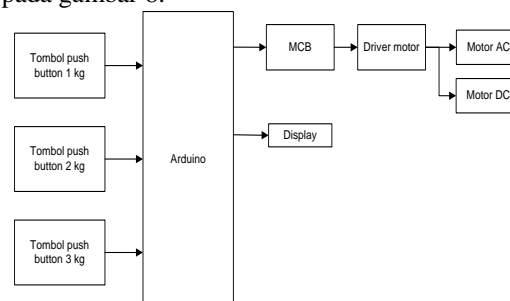 pada gambar 8.
Tombol push
button 1 kg
Tombol push
button 2 kg
Tombol push
button 3 kg
Arduino
MCB
Driver motor
Motor AC
Motor DC
Display